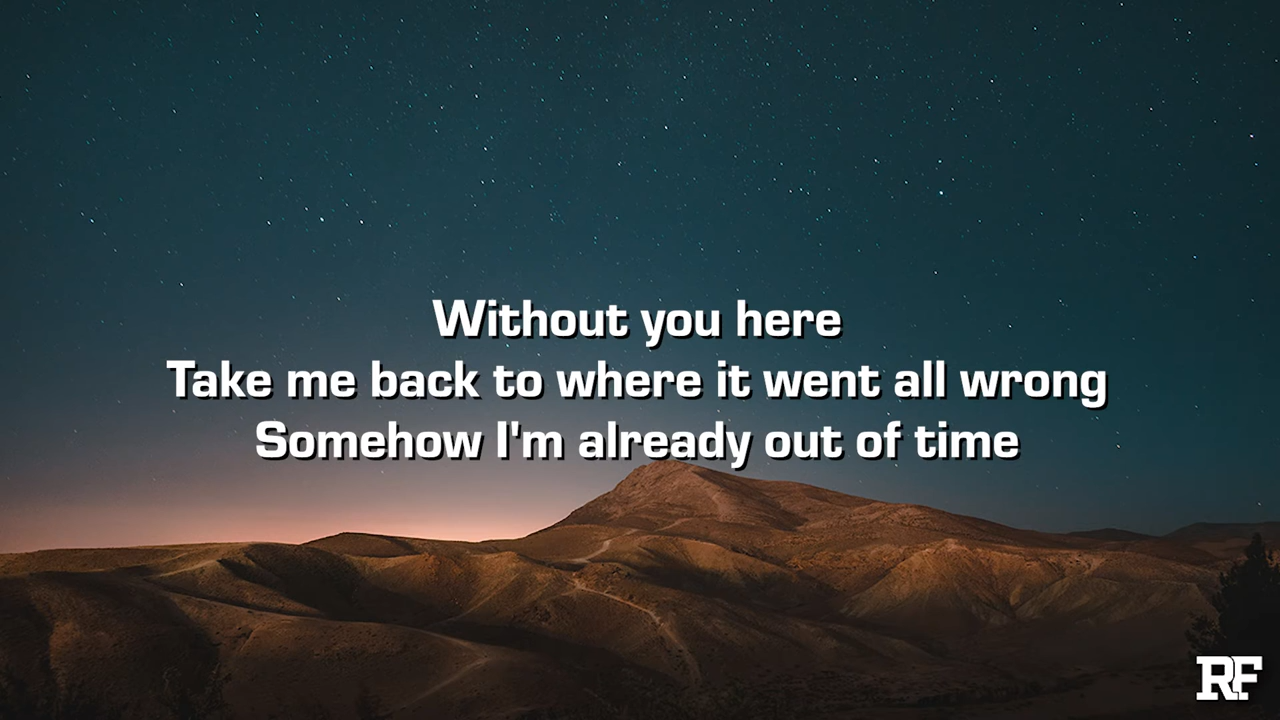 Without you here
Take me back to where it went all wrong
Somehow I'm already out of time
RF